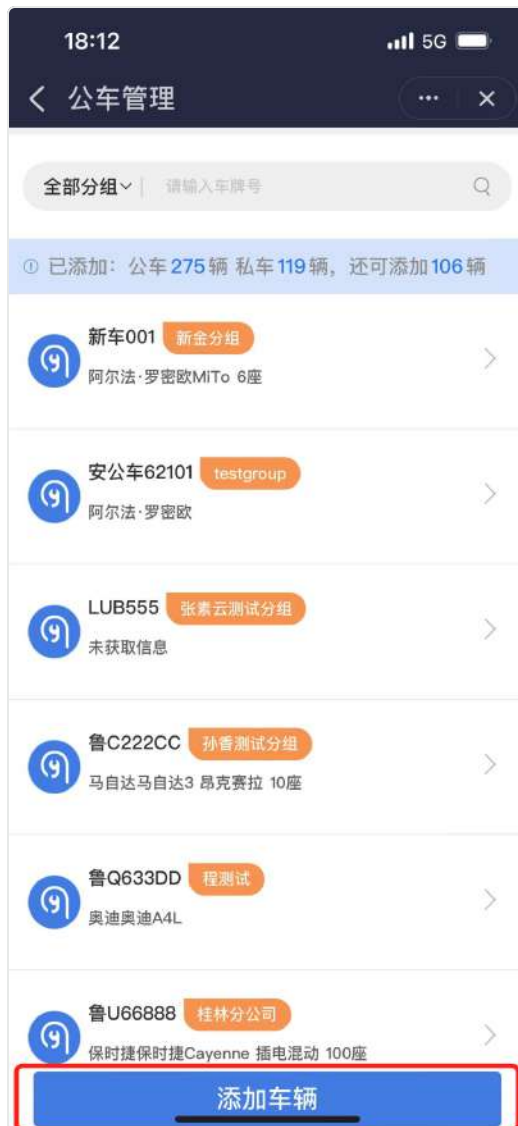 18:12 5G
公车管理
全部分组 请输入车牌号
已添加：公车275辆 私车119辆，还可添加106辆
新车001 新金分组
阿尔法·罗密欧MiTo 6座
安公车62101 testgroup
阿尔法·罗密欧
LUB555 张素云测试分组
未获取信息
鲁C222CC 孙香测试分组
马自达马自达3 昂克赛拉 10座
鲁Q633DD 程测试
奥迪奥迪A4L
鲁U66888 桂林分公司
保时捷保时捷Cayenne 插电混动 100座
添加车辆